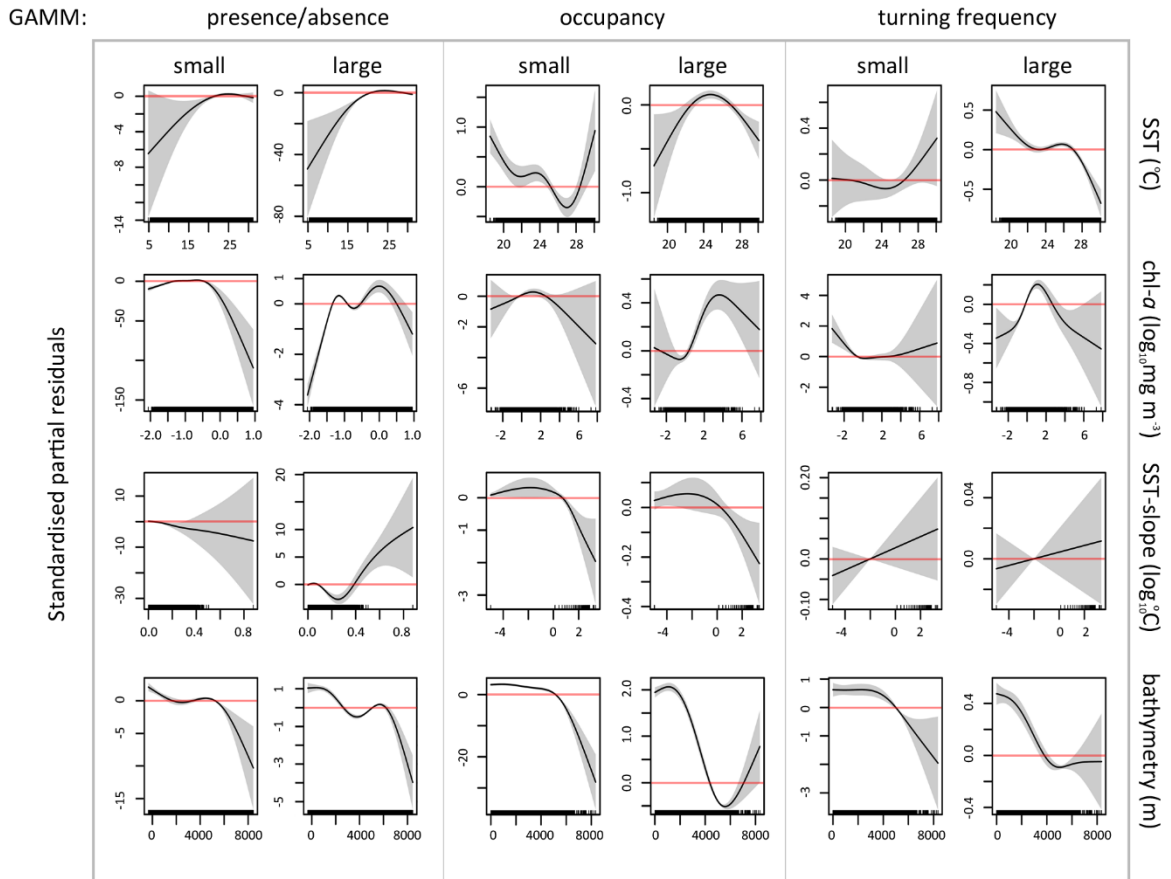 GAMM: presence/absence occupancy turning frequency
small large small large small large
0 -4 -8 -14
0 -40 -80
1.0 0.0
0.0 -1.0
0.4 0.0
0.5 0.0 -0.5
SST (°C)
5 15 25
5 15 25
20 24 28
20 24 28
20 24 28
20 24 28
0 -50 -150
1 0 -2 -4
0 -2 -6
0.4 0.0 -0.4
4 2 0 -2
0.0 -0.4 -0.8
chl-a (log10mg m-3)
-2.0 -1.0 0.0 1.0
-1.0 0.0 1.0
-2 2 6
-2 2 6
-2 2 6
-2 2 6
Standardised partial residuals
10 0 -10 -30
20 15 10 5 0
0 -1 -3
0.0 -0.2 -0.4
0.20 0.0 -0.10
0.04 0.0
SST-slope (log10°C)
0.0 0.4 0.8
0.0 0.4 0.8
-4 0 2
-4 0 2
-4 0 2
-4 0 2
0 -5 -15
1 0 -1 -3 -5
0 20
2.0 1.0 0.0
1 0 -1 -3
0.4 0.0 -0.4
bathymetry (m)
0 4000 8000
0 4000 8000
0 4000 8000
0 4000 8000
0 4000 8000
0 4000 8000